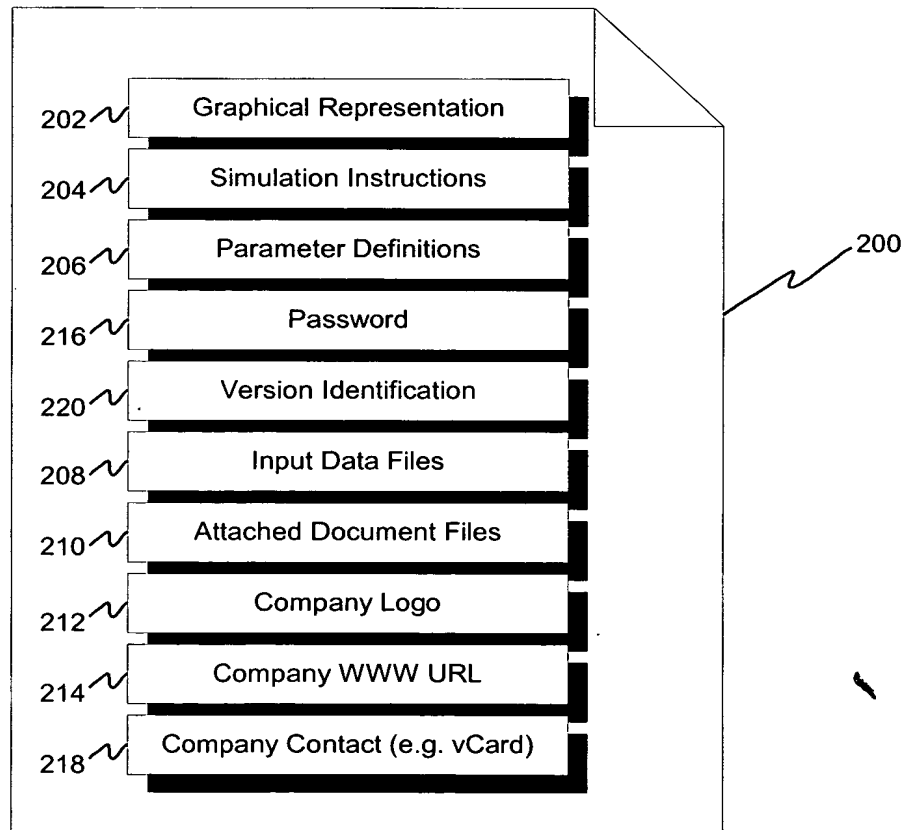 202 Graphical Representation
204 Simulation Instructions
206 Parameter Definitions
200
216 Password
220 Version Identification
208 Input Data Files
210 Attached Document Files
212 Company Logo
214 Company WWW URL
218 Company Contact (e.g. vCard)